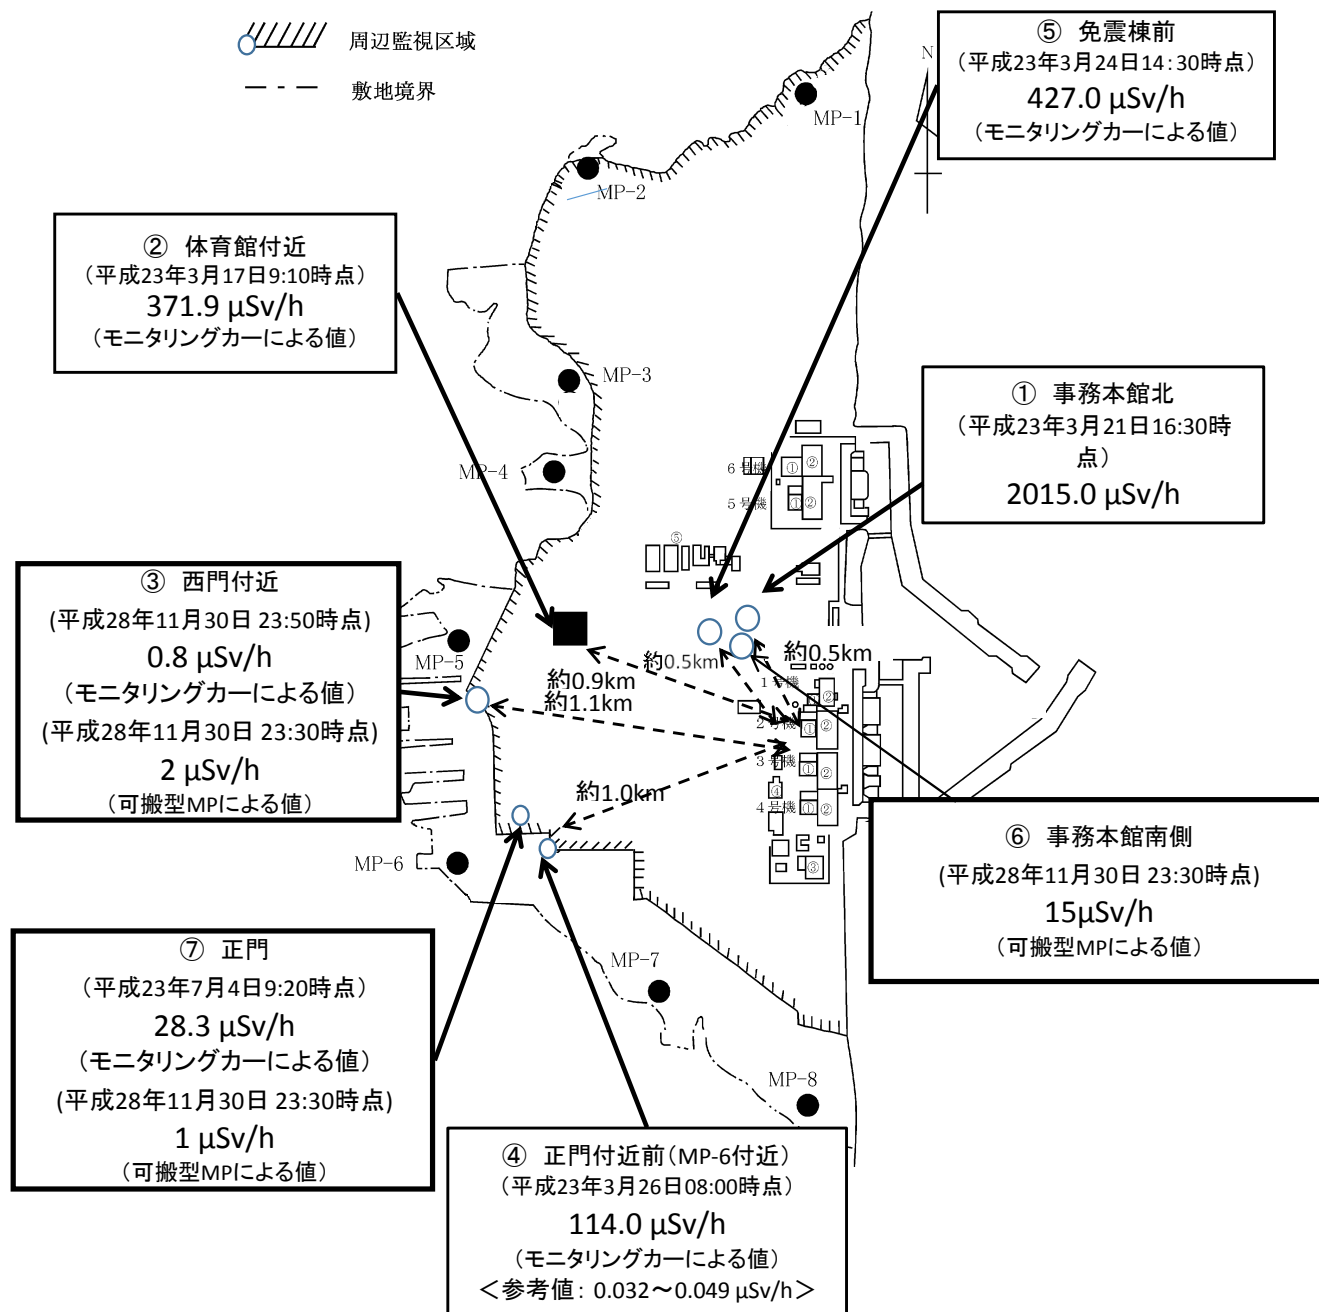 周辺監視区域
敷地境界
⑤ 免震棟前
(平成23年3月24日14:30時点)
427.0 μSv/h
(モニタリングカーによる値)
N
MP-1
MP-2
② 体育館付近
(平成23年3月17日9:10時点)
371.9 μSv/h
(モニタリングカーによる値)
MP-3
① 事務本館北
(平成23年3月21日16:30時
点)
2015.0 μSv/h
MP-4
6号機
① ②
5号機
① ②
⑤
③ 西門付近
(平成28年11月30日 23:50時点)
0.8 μSv/h
(モニタリングカーによる値)
(平成28年11月30日 23:30時点)
2 μSv/h
(可搬型MPによる値)
MP-5
約0.5km
約0.5km
約0.9km
約1.1km
1号機
②
2号機
① ②
3号機
① ②
④
4号機
① ②
③
約1.0km
MP-6
⑥ 事務本館南側
(平成28年11月30日 23:30時点)
15μSv/h
(可搬型MPによる値)
⑦ 正門
(平成23年7月4日9:20時点)
28.3 μSv/h
(モニタリングカーによる値)
(平成28年11月30日 23:30時点)
1 μSv/h
(可搬型MPによる値)
MP-7
MP-8
④ 正門付近前(MP-6付近)
(平成23年3月26日08:00時点)
114.0 μSv/h
(モニタリングカーによる値)
<参考値: 0.032~0.049 μSv/h>